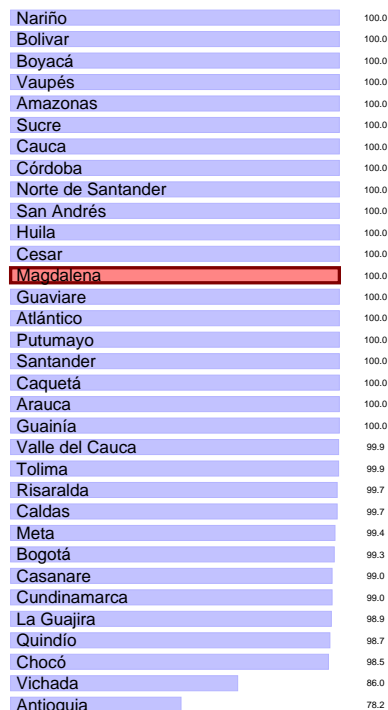 Nariño 100.0
Bolivar 100.0
Boyacá 100.0
Vaupés 100.0
Amazonas 100.0
Sucre 100.0
Cauca 100.0
Córdoba 100.0
Norte de Santander 100.0
San Andrés 100.0
Huila 100.0
Cesar 100.0
Magdalena 100.0
Guaviare 100.0
Atlántico 100.0
Putumayo 100.0
Santander 100.0
Caquetá 100.0
Arauca 100.0
Guainía 100.0
Valle del Cauca 99.9
Tolima 99.9
Risaralda 99.7
Caldas 99.7
Meta 99.4
Bogotá 99.3
Casanare 99.0
Cundinamarca 99.0
La Guajira 98.9
Quindío 98.7
Chocó 98.5
Vichada 86.0
Antioquia 78.2